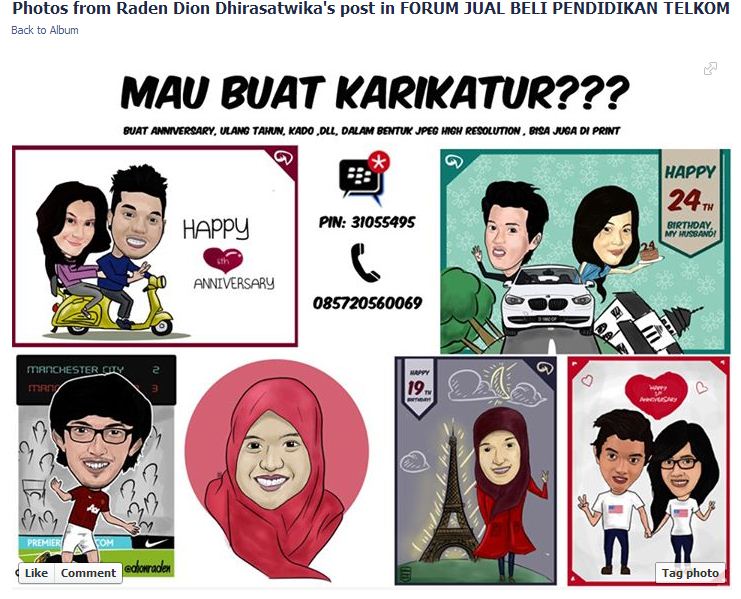 Photos from Raden Dion Dhirasatwika's post in FORUM JUAL BELI PENDIDIKAN TELKOM
Back to Album
MAU BUAT KARIKATUR???
BUAT ANNIVERSARY, ULANG TAHUN, KADO ,DLL, DALAM BENTUK JPEG HIGH RESOLUTION , BISA JUGA DI PRINT
HAPPY
6th
ANNIVERSARY
PIN: 31055495
085720560069
HAPPY
24TH
BIRTHDAY,
MY HUSBAND!
24
MANCHESTER CITY 2
MAN 3
PREMIER .COM
@dionraden
HAPPY
19TH
BIRTHDAY!
HAPPY
1st
ANNIVERSARY
Like Comment
Tag photo